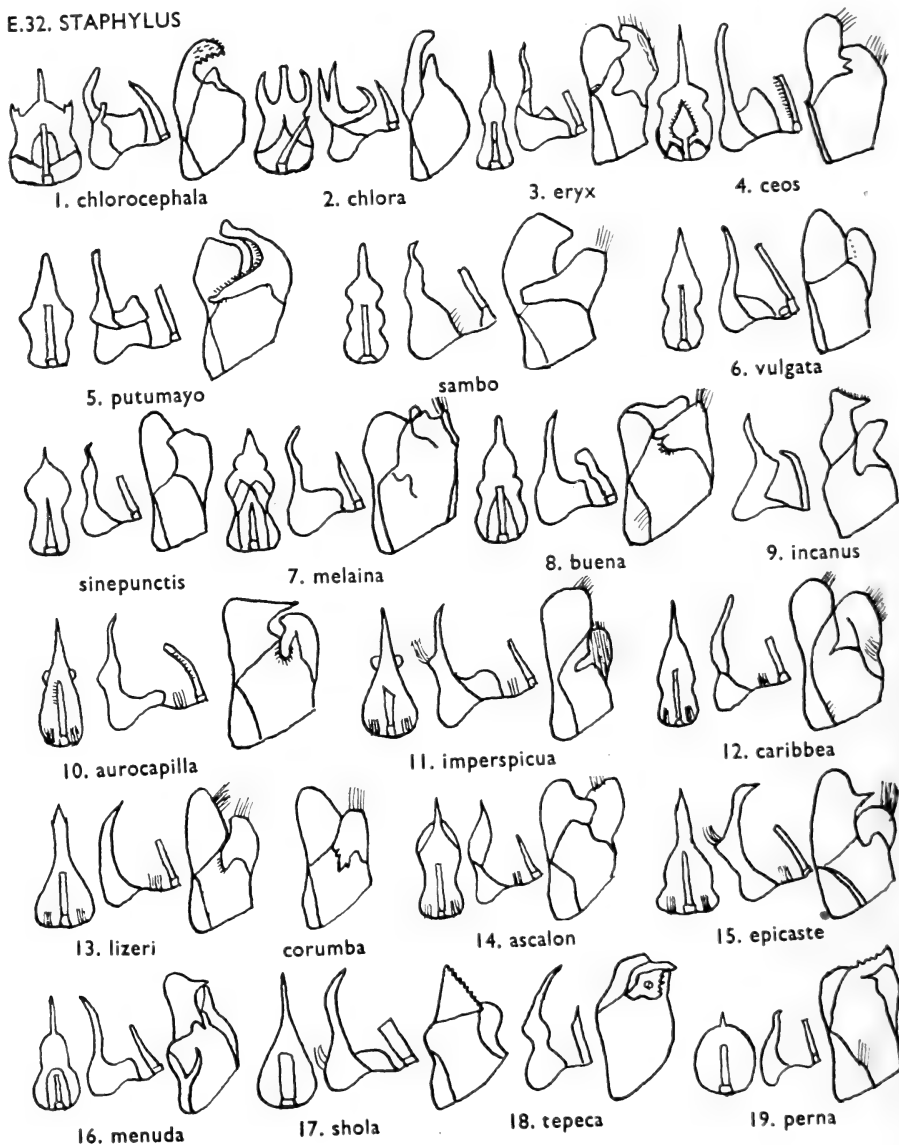 E.32. STAPHYLUS
1. chlorocephala
2. chlora
3. eryx
4. ceos
5. putumayo
sambo
6. vulgata
sinepunctis
7. melaina
8. buena
9. incanus
10. aurocapilla
11. imperspicua
12. caribbea
13. lizeri
corumba
14. ascalon
15. epicaste
16. menuda
17. shola
18. tepeca
19. perna